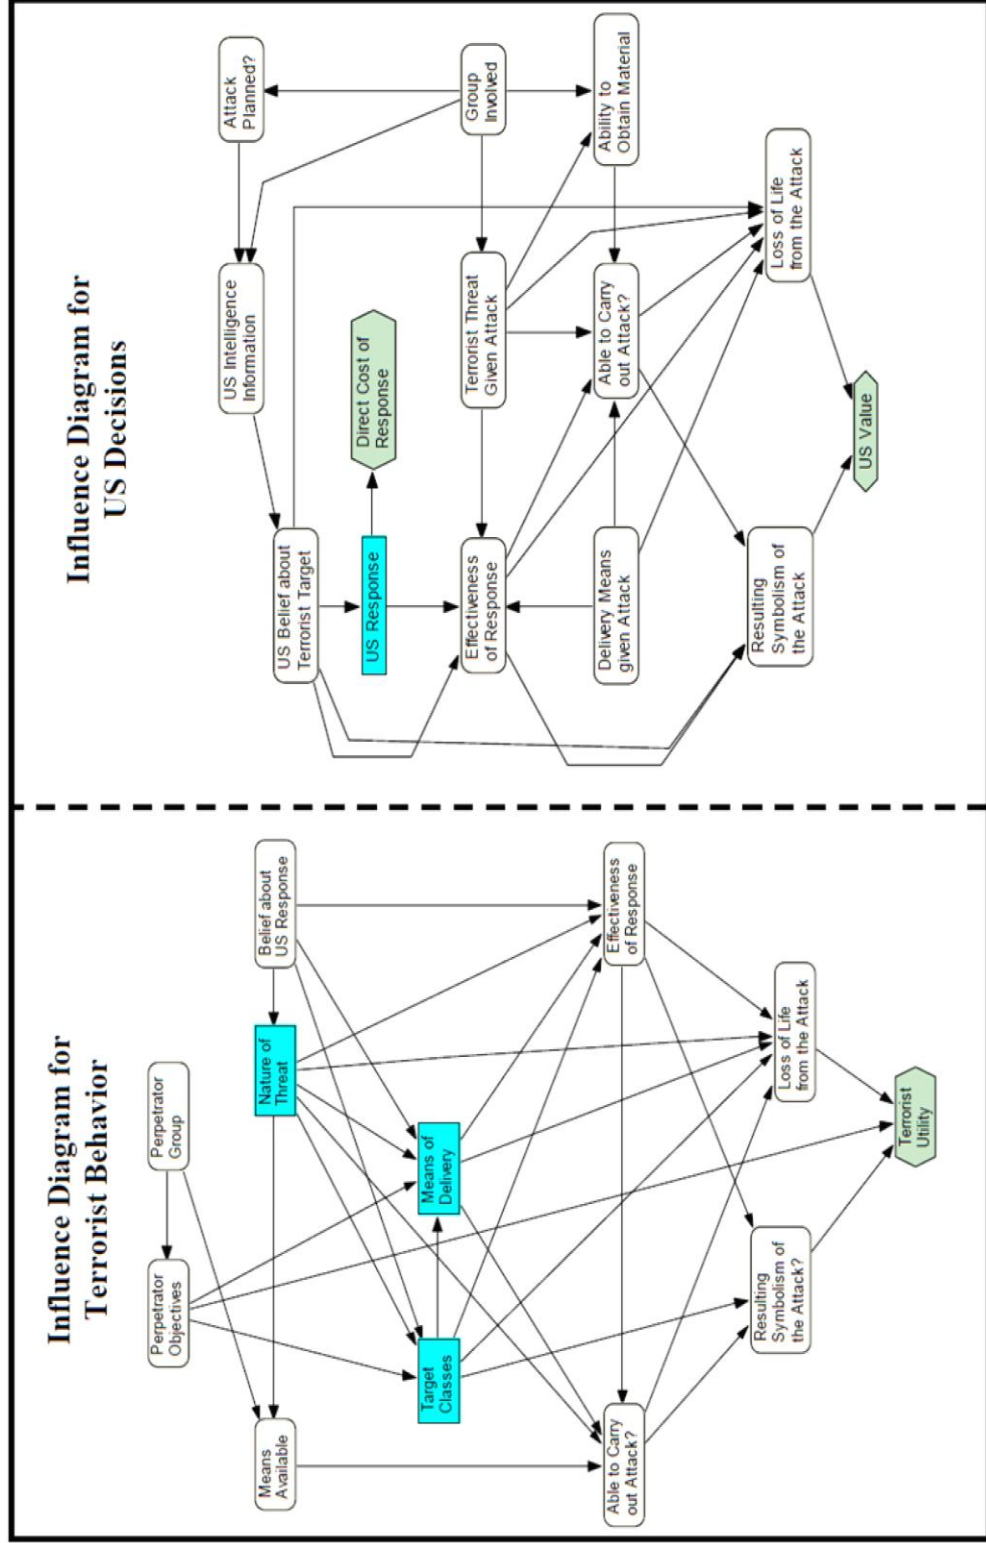 Influence Diagram for
Terrorist Behavior
Perpetrator
Group
Perpetrator
Objectives
Belief about
US Response
Nature of
Threat
Means
Available
Means of
Delivery
Target
Classes
Effectiveness
of Response
Able to Carry
out Attack?
Loss of Life
from the Attack
Resulting
Symbolism of
the Attack?
Terrorist
Utility
Influence Diagram for
US Decisions
Attack
Planned?
US Intelligence
Information
US Belief about
Terrorist Target
Direct Cost of
Response
US Response
Group
Involved
Terrorist Threat
Given Attack
Effectiveness
of Response
Ability to
Obtain Material
Able to Carry
out Attack?
Delivery Means
given Attack
Loss of Life
from the Attack
Resulting
Symbolism of
the Attack
US Value